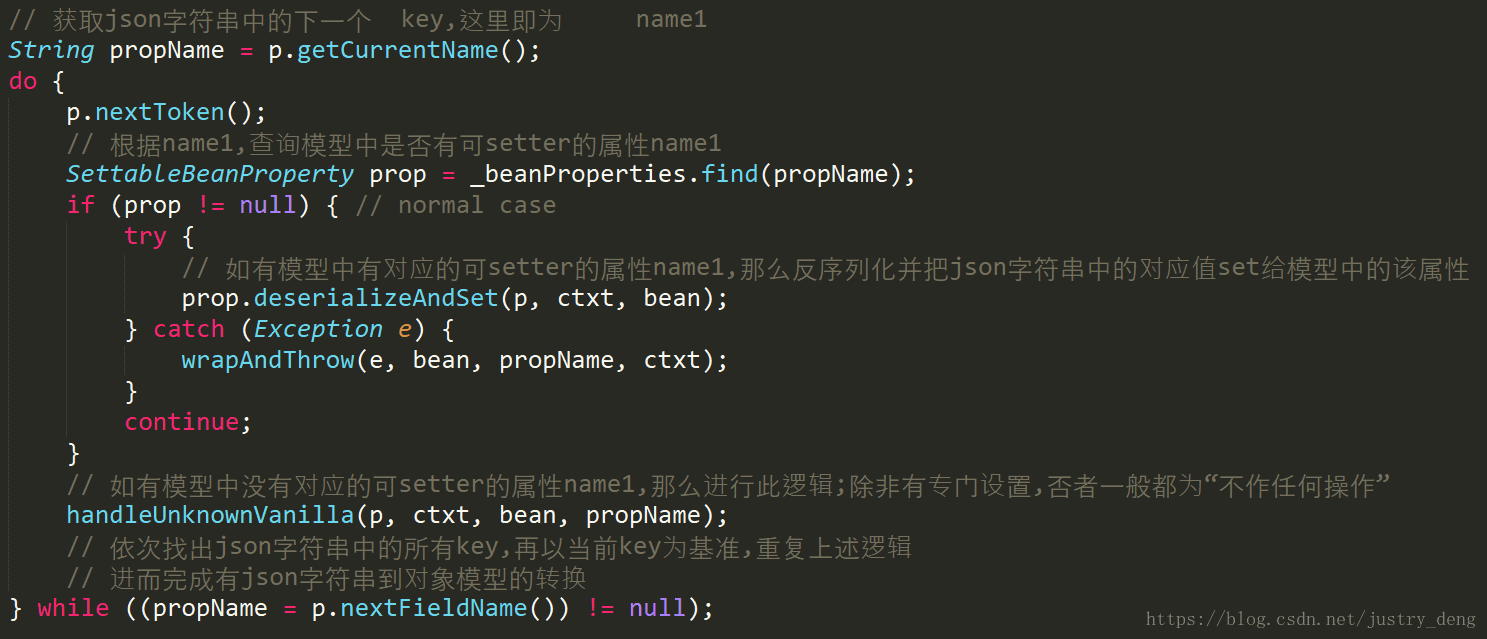 // 获取json字符串中的下一个  key,这里即为     name1
String propName = p.getCurrentName();
do {
    p.nextToken();
    // 根据name1,查询模型中是否有可setter的属性name1
    SettableBeanProperty prop = _beanProperties.find(propName);
    if (prop != null) { // normal case
        try {
            // 如有模型中有对应的可setter的属性name1,那么反序列化并把json字符串中的对应值set给模型中的该属性
            prop.deserializeAndSet(p, ctxt, bean);
        } catch (Exception e) {
            wrapAndThrow(e, bean, propName, ctxt);
        }
        continue;
    }
    // 如有模型中没有对应的可setter的属性name1,那么进行此逻辑;除非有专门设置,否者一般都为“不作任何操作”
    handleUnknownVanilla(p, ctxt, bean, propName);
    // 依次找出json字符串中的所有key,再以当前key为基准,重复上述逻辑
    // 进而完成有json字符串到对象模型的转换
} while ((propName = p.nextFieldName()) != null);
https://blog.csdn.net/justry_deng